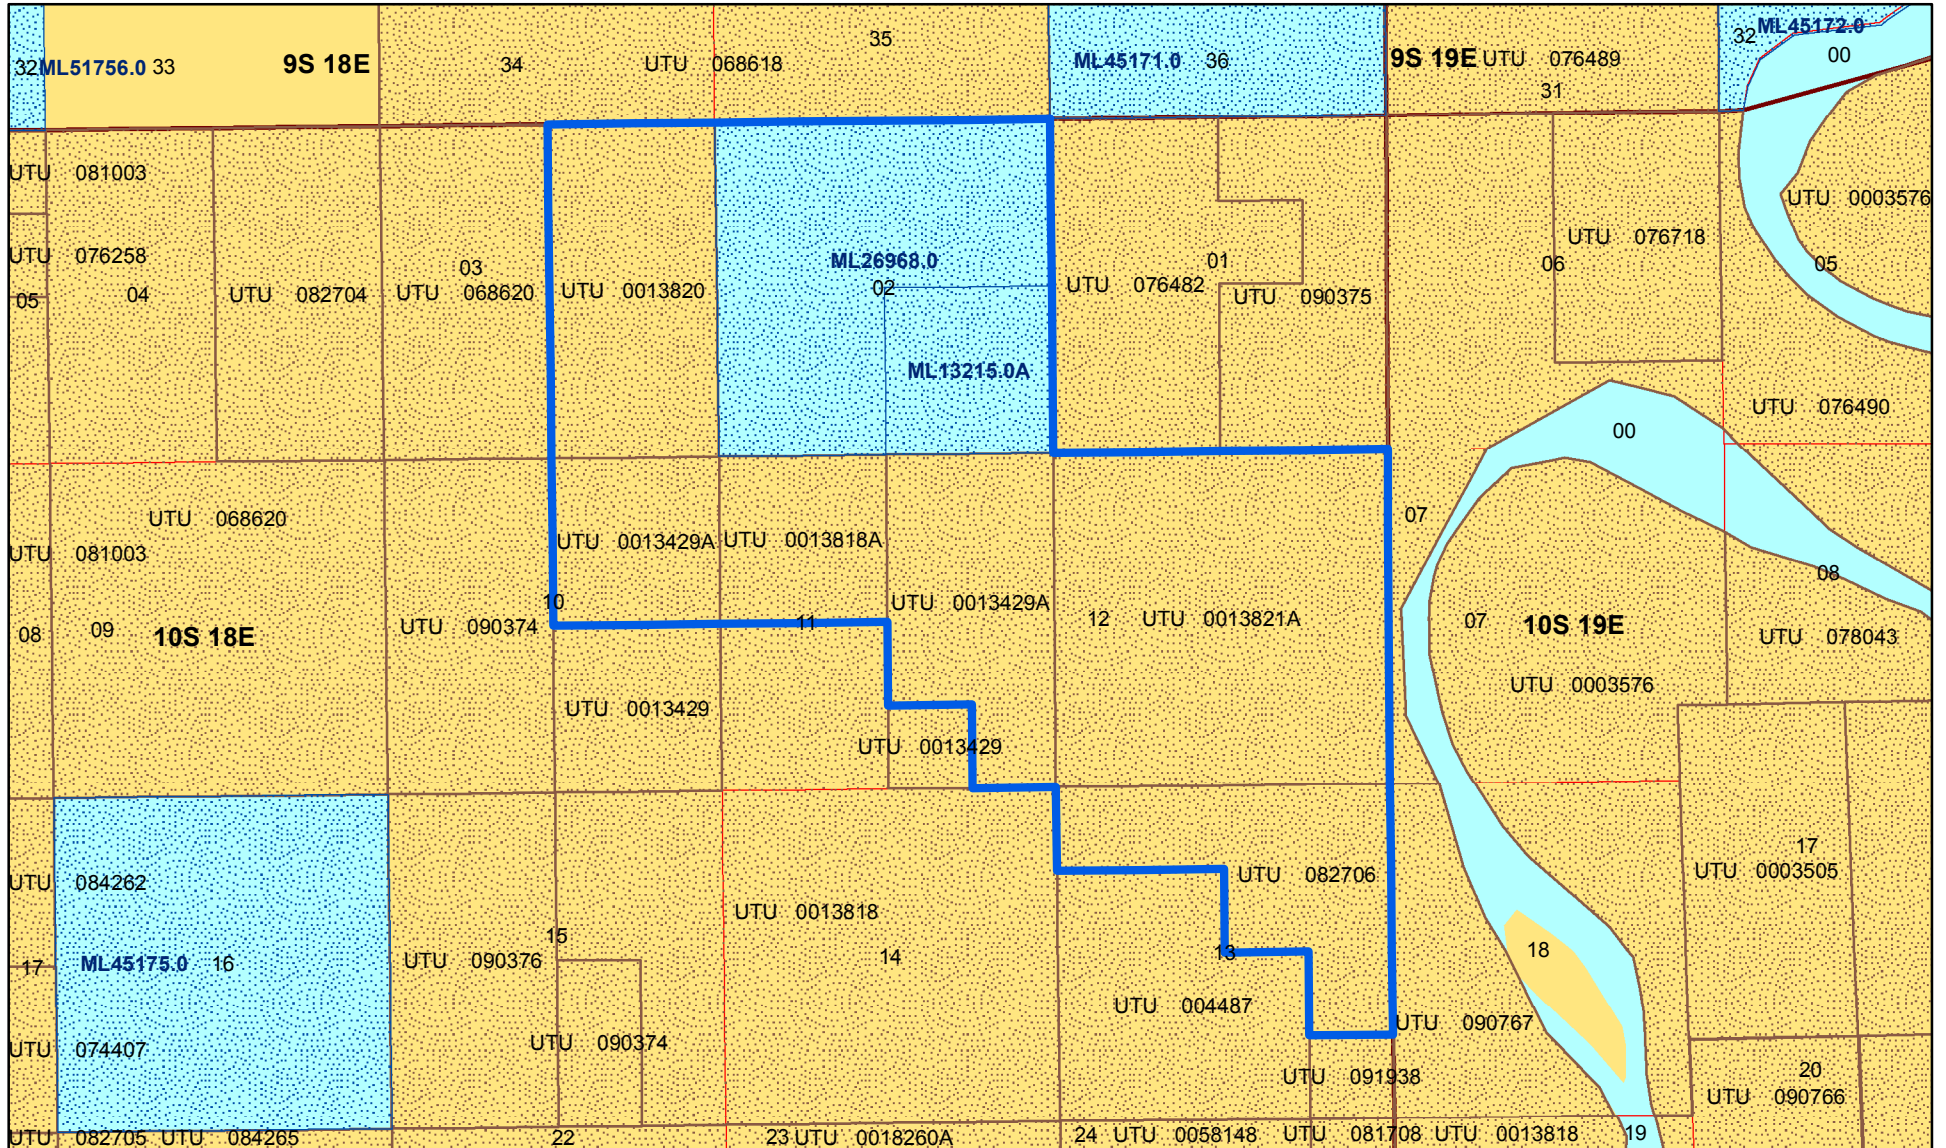 35
ML45172.0
32
00
32 ML51756.0 33
9S 18E
34
UTU 068618
ML45171.0 36
9S 19E UTU 076489
31
UTU 081003
UTU 0003576
UTU 076258
03
ML26968.0
01
UTU 076718
06
05
05
04
UTU 082704
UTU 068620
UTU 0013820
02
UTU 076482
UTU 090375
ML13215.0A
UTU 076490
00
UTU 068620
07
UTU 081003
UTU 0013429A
UTU 0013818A
08
10
UTU 0013429A
08
09
10S 18E
UTU 090374
11
12
UTU 0013821A
07
10S 19E
UTU 078043
UTU 0003576
UTU 0013429
UTU 0013429
17
UTU 0003505
UTU 084262
UTU 082706
UTU 0013818
15
17
ML45175.0 16
UTU 090376
14
13
18
UTU 004487
UTU 090767
UTU 074407
UTU 090374
UTU 091938
20
UTU 090766
UTU 082705
UTU 084265
22
23
UTU 0018260A
24
UTU 0058148
UTU 081708
UTU 0013818
19